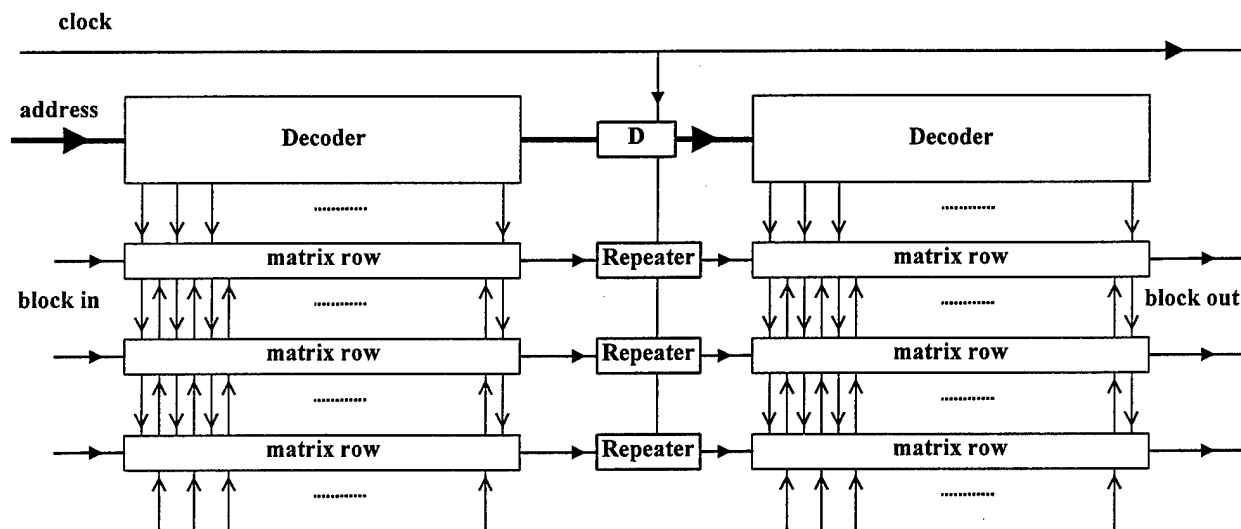 clock
address
Decoder
D
Decoder
............
............
matrix row
Repeater
matrix row
block in
............
............
block out
matrix row
Repeater
matrix row
............
............
matrix row
Repeater
matrix row
............
............